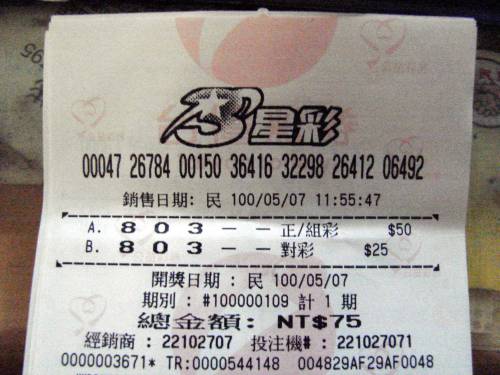 3星彩
00047 26784 00150 36416 32298 26412 06492
銷售日期: 民 100/05/07 11:55:47
A. 8 0 3 - - 正/組彩 $50
B. 8 0 3 - - 對彩 $25
開獎日期 : 民 100/05/07
期別 : #100000109 計 1 期
總金額: NT$75
經銷商 : 22102707 投注機# : 221027071
0000003671* TR:0000544148 004829AF29AF0048